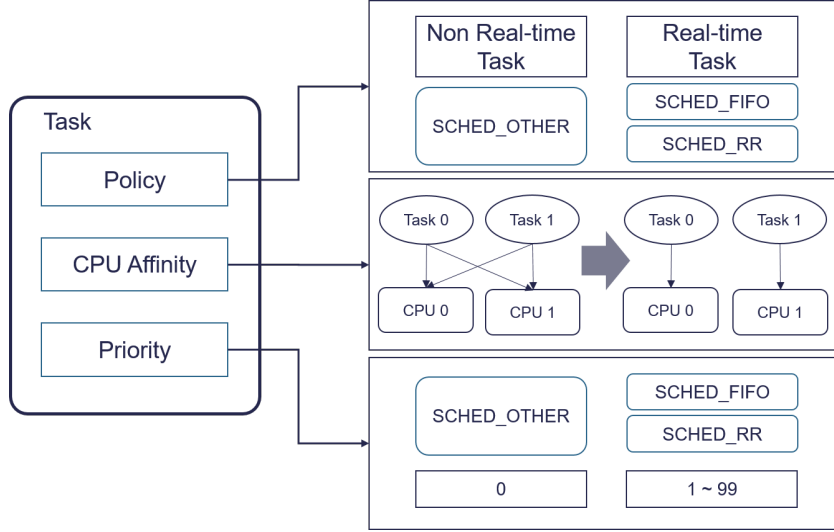 Task
Policy
CPU Affinity
Priority
Non Real-time
Task
Real-time
Task
SCHED_OTHER
SCHED_FIFO
SCHED_RR
Task 0
Task 1
Task 0
Task 1
CPU 0
CPU 1
CPU 0
CPU 1
SCHED_OTHER
SCHED_FIFO
SCHED_RR
0
1 ~ 99